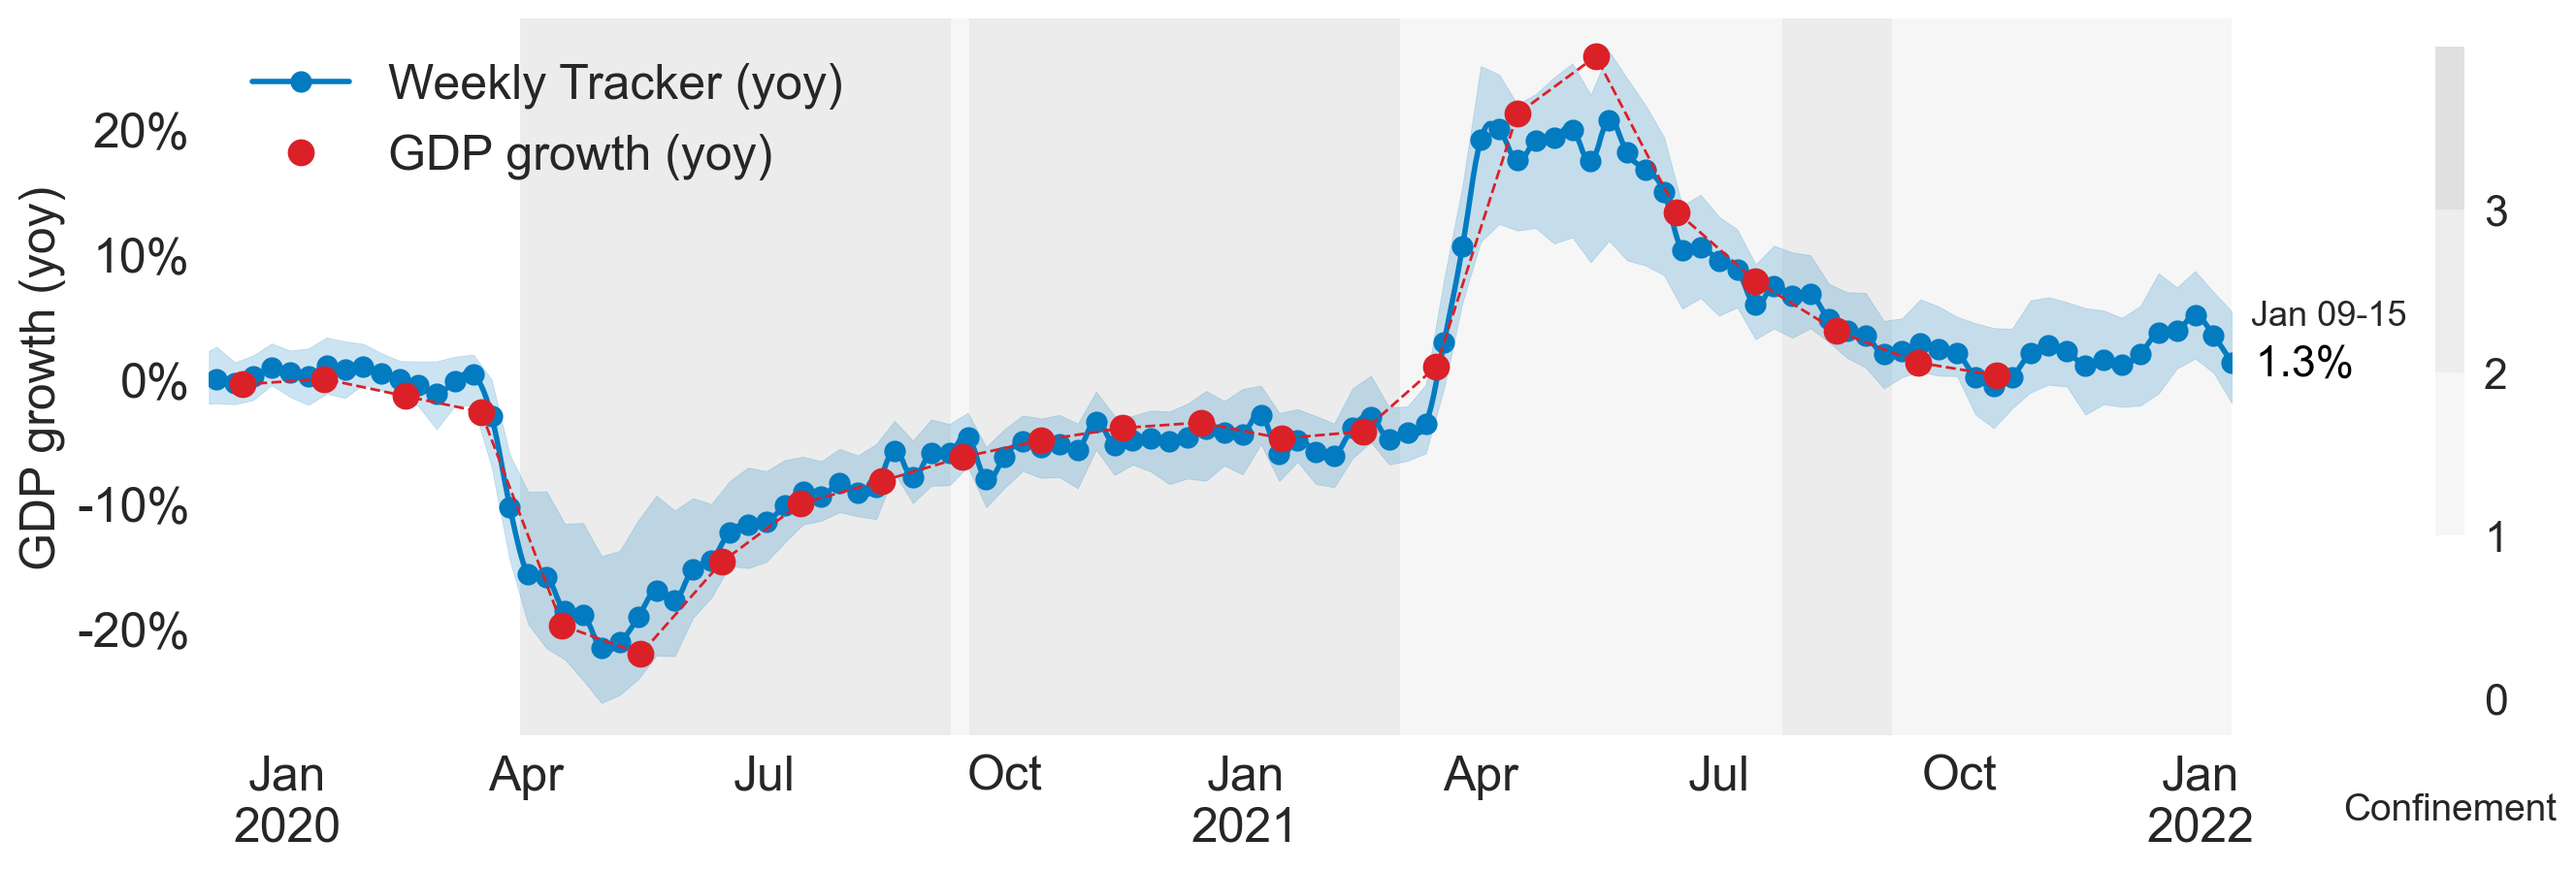 Weekly Tracker (yoy)
GDP growth (yoy)
GDP growth (yoy)
20%
10%
0%
-10%
-20%
Jan 09-15
1.3%
3
2
1
0
Confinement
Jan Apr Jul Oct Jan Apr Jul Oct Jan
2020 2021 2022